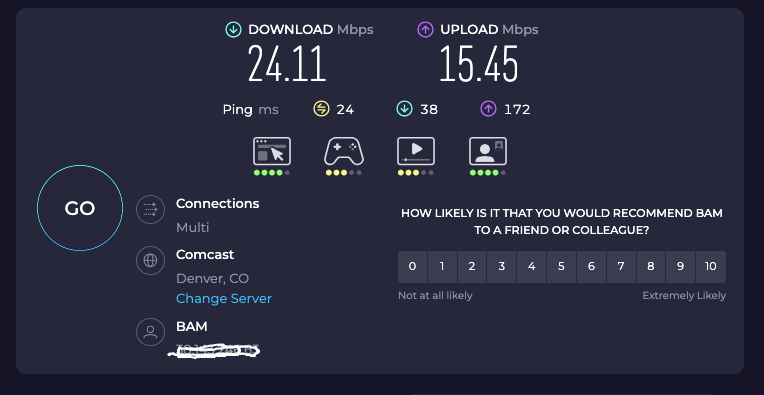 DOWNLOAD Mbps
UPLOAD Mbps
24.11
15.45
Ping ms 24 38 172
GO
Connections
Multi
Comcast
Denver, CO
Change Server
BAM
HOW LIKELY IS IT THAT YOU WOULD RECOMMEND BAM
TO A FRIEND OR COLLEAGUE?
0 1 2 3 4 5 6 7 8 9 10
Not at all likely
Extremely Likely